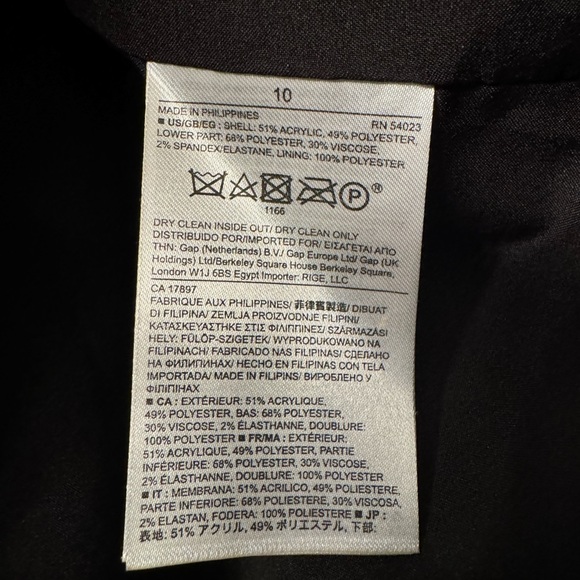 10
MADE IN PHILIPPINES RN 54023
■ US/GB/EG : SHELL: 51% ACRYLIC, 49% POLYESTER,
LOWER PART: 68% POLYESTER, 30% VISCOSE,
2% SPANDEX/ELASTANE, LINING: 100% POLYESTER
P ®
1166
DRY CLEAN INSIDE OUT/ DRY CLEAN ONLY
DISTRIBUIDO POR/IMPORTED FOR/ ΕΙΣΑΓΕΤΑΙ ΑΠΟ
ΤΗΝ: Gap (Netherlands) B.V./ Gap Europe Ltd/ Gap (UK
Holdings) Ltd/Berkeley Square House Berkeley Square,
London W1J 6BS Egypt Importer: RIGE, LLC
CA 17897
FABRIQUE AUX PHILIPPINES/ 菲律賓製造/ DIBUAT
DI FILIPINA/ ZEMLJA PROIZVODNJE FILIPINI/
ΚΑΤΑΣΚΕΥΑΣΤΗΚΕ ΣΤΙΣ ΦΙΛΙΠΠΙΝΕΣ/ SZÁRMAZÁSI
HELY: FÜLÖP-SZIGETEK/ WYPRODUKOWANO NA
FILIPINACH/ FABRICADO NAS FILIPINAS/ СДЕЛАНО
НА ФИЛИППИНАХ/ HECHO EN FILIPINAS CON TELA
IMPORTADA/ MADE IN FILIPINS/ ВИРОБЛЕНО У
ФІЛІППІНАХ
■ CA : EXTÉRIEUR: 51% ACRYLIQUE,
49% POLYESTER, BAS: 68% POLYESTER,
30% VISCOSE, 2% ÉLASTHANNE, DOUBLURE:
100% POLYESTER ■ FR/MA : EXTÉRIEUR:
51% ACRYLIQUE, 49% POLYESTER, PARTIE
INFÉRIEURE: 68% POLYESTER, 30% VISCOSE,
2% ÉLASTHANNE, DOUBLURE: 100% POLYESTER
■ IT : MEMBRANA: 51% ACRILICO, 49% POLIESTERE,
PARTE INFERIORE: 68% POLIESTERE, 30% VISCOSA,
2% ELASTAN, FODERA: 100% POLIESTERE ■ JP :
表地: 51% アクリル, 49% ポリエステル, 下部: